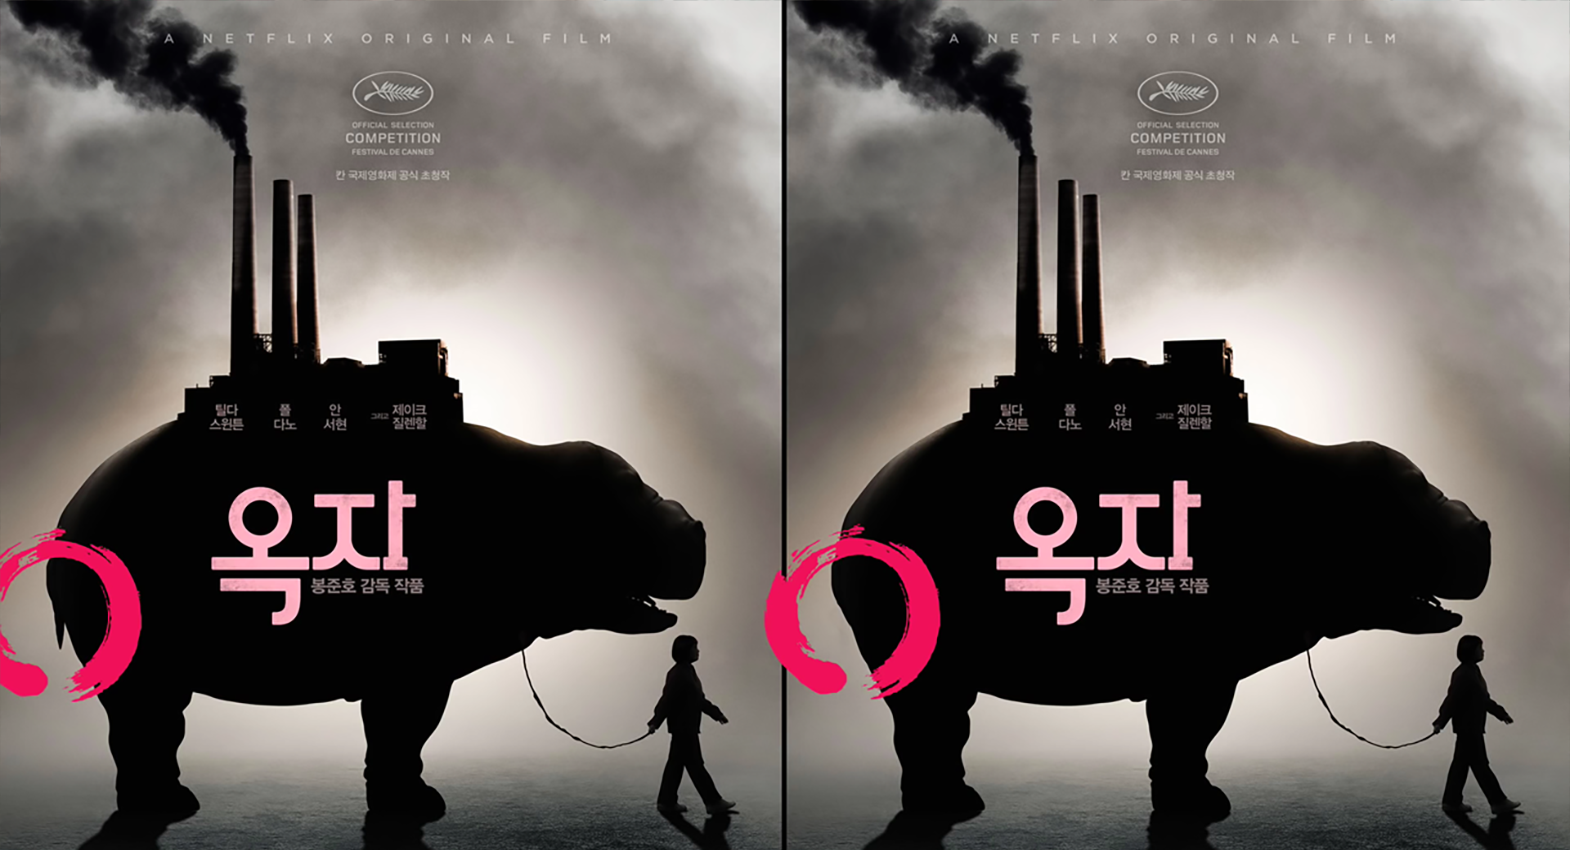 A NETFLIX ORIGINAL FILM
OFFICIAL SELECTION
COMPETITION
FESTIVAL DE CANNES
칸 국제영화제 공식 초청작
틸다
스윈튼
폴
다노
안
서현
그리고
제이크
질렌할
옥자
봉준호 감독 작품
A NETFLIX ORIGINAL FILM
OFFICIAL SELECTION
COMPETITION
FESTIVAL DE CANNES
칸 국제영화제 공식 초청작
틸다
스윈튼
폴
다노
안
서현
그리고
제이크
질렌할
옥자
봉준호 감독 작품